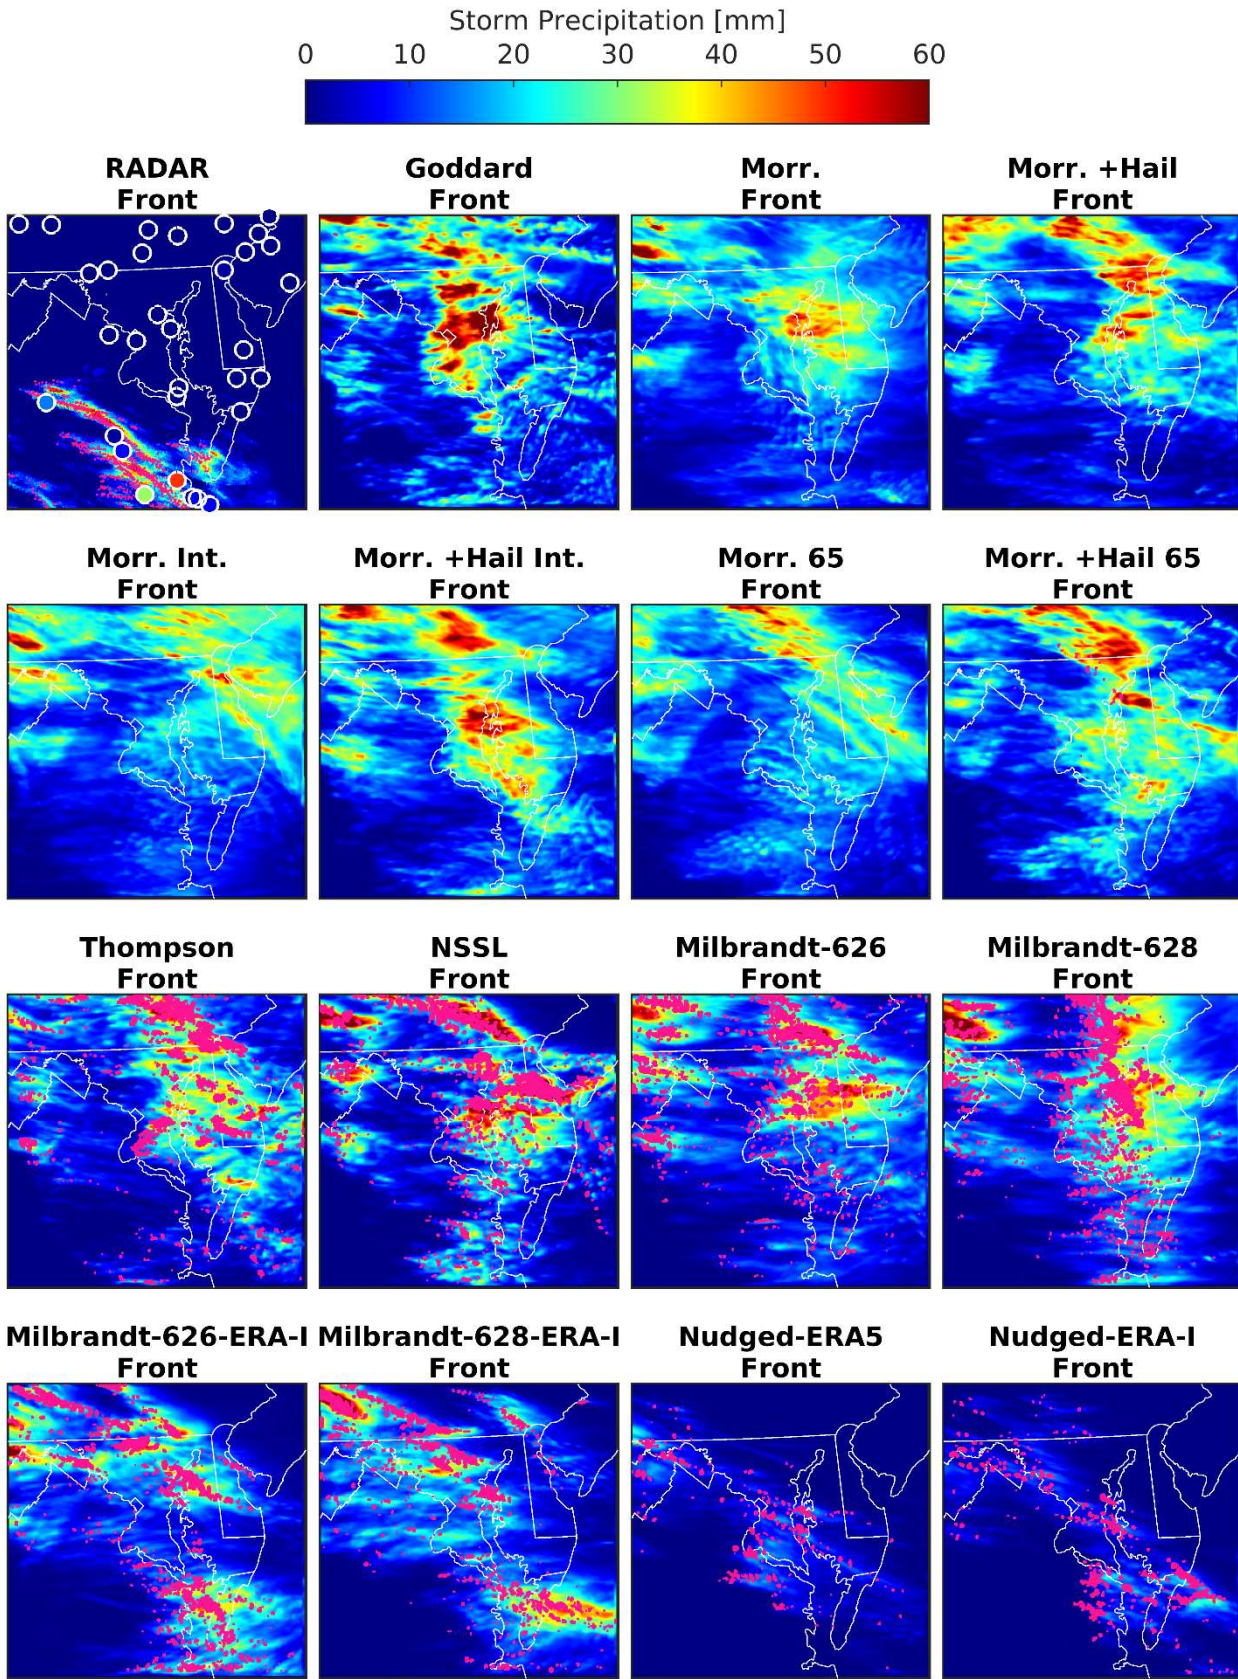 Storm Precipitation [mm]
0 10 20 30 40 50 60
RADAR
Front
Goddard
Front
Morr.
Front
Morr. +Hail
Front
Morr. Int.
Front
Morr. +Hail Int.
Front
Morr. 65
Front
Morr. +Hail 65
Front
Thompson
Front
NSSL
Front
Milbrandt-626
Front
Milbrandt-628
Front
Milbrandt-626-ERA-I
Front
Milbrandt-628-ERA-I
Front
Nudged-ERA5
Front
Nudged-ERA-I
Front